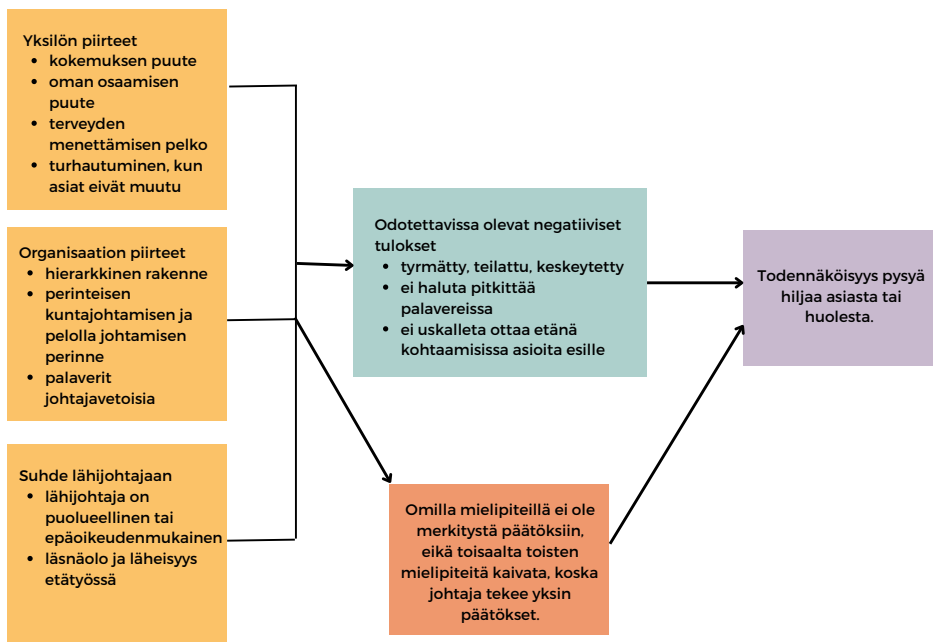 Yksilön piirteet
• kokemuksen puute
• oman osaamisen
puute
• terveyden
menettämisen pelko
• turhautuminen, kun
asiat eivät muutu
Organisaation piirteet
• hierarkkinen rakenne
• perinteisen
kuntajohtamisen ja
pelolla johtamisen
perinne
• palaverit
johtajavetoisia
Suhde lähijohtajaan
• lähijohtaja on
puolueellinen tai
epäoikeudenmukainen
• läsnäolo ja läheisyys
etätyössä
Odotettavissa olevat negatiiviset
tulokset
• tyrmätty, teilattu, keskeytetty
• ei haluta pitkittää
palavereissa
• ei uskalleta ottaa etänä
kohtaamisissa asioita esille
Omilla mielipiteillä ei ole
merkitystä päätöksiin,
eikä toisaalta toisten
mielipiteitä kaivata, koska
johtaja tekee yksin
päätökset.
Todennäköisyys pysyä
hiljaa asiasta tai
huolesta.